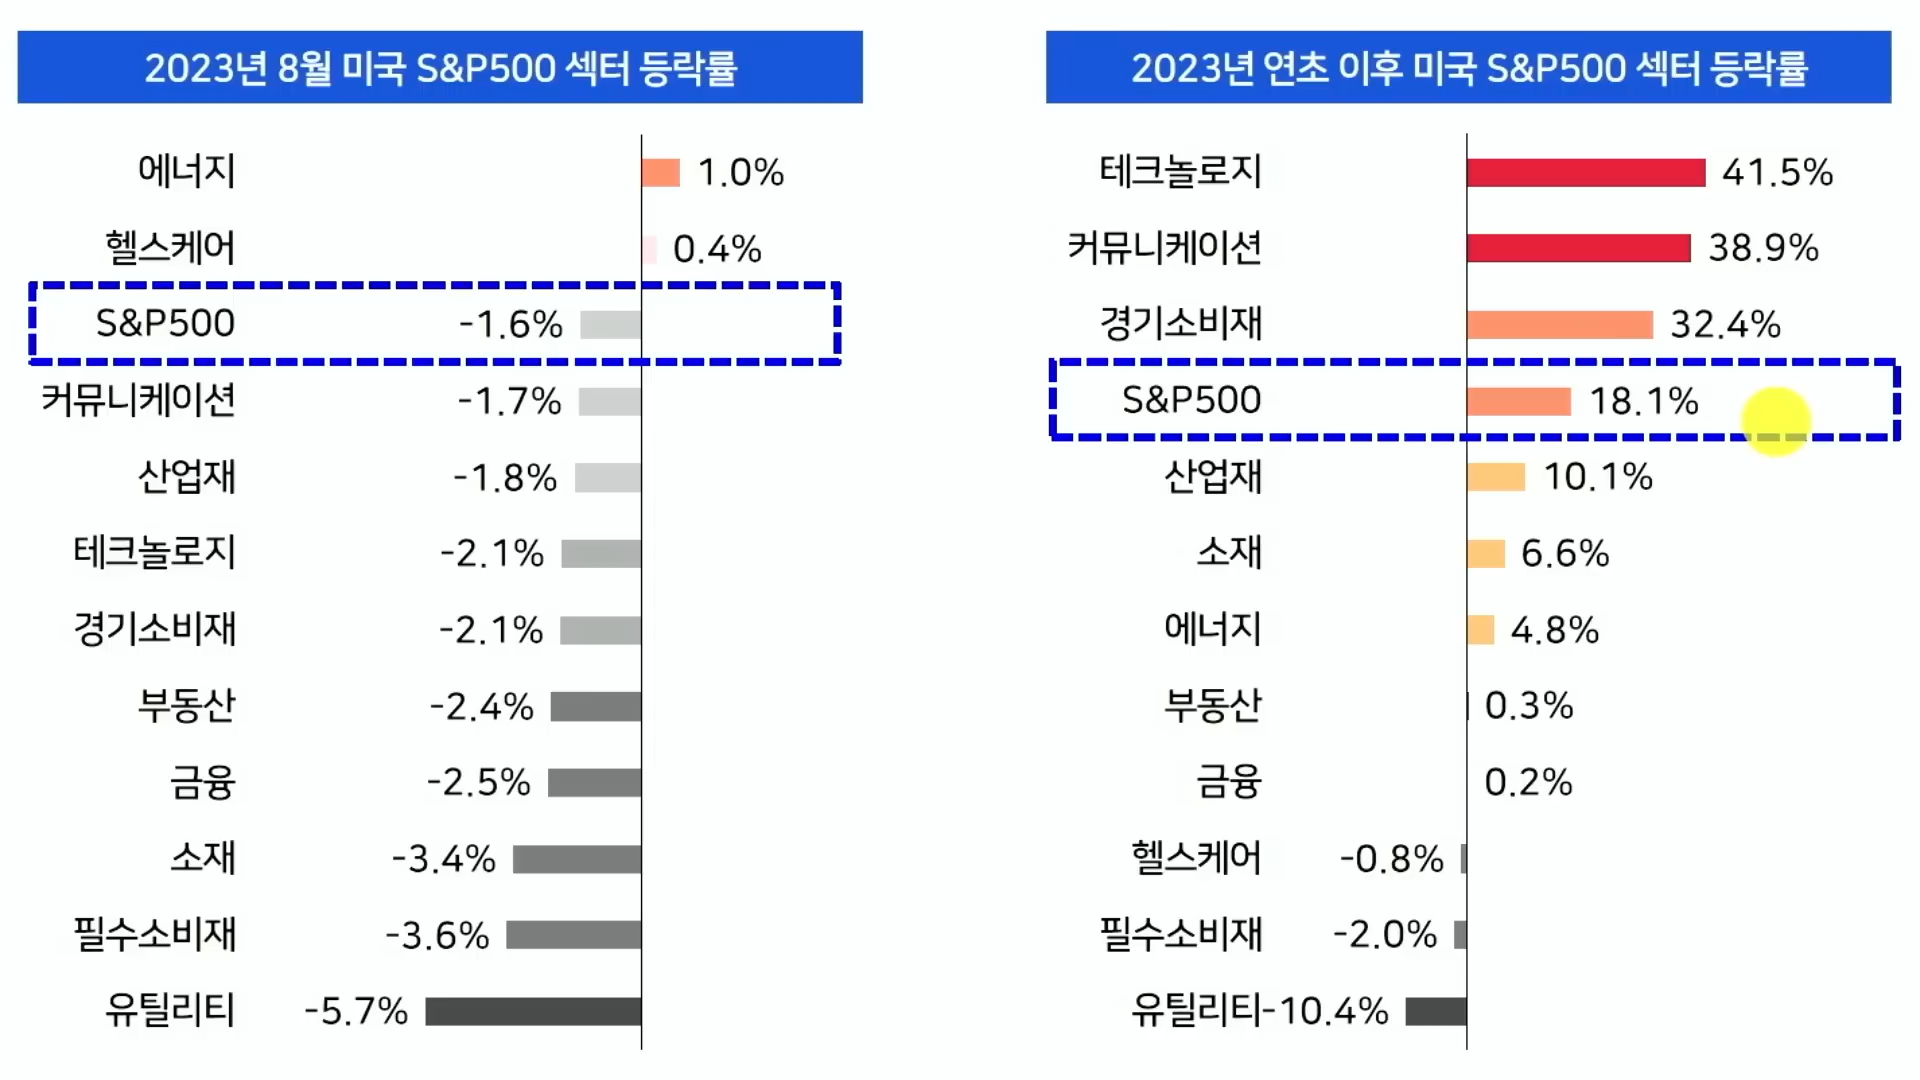 2023년 8월 미국 S&P500 섹터 등락률
에너지 1.0%
헬스케어 0.4%
S&P500 -1.6%
커뮤니케이션 -1.7%
산업재 -1.8%
테크놀로지 -2.1%
경기소비재 -2.1%
부동산 -2.4%
금융 -2.5%
소재 -3.4%
필수소비재 -3.6%
유틸리티 -5.7%
2023년 연초 이후 미국 S&P500 섹터 등락률
테크놀로지 41.5%
커뮤니케이션 38.9%
경기소비재 32.4%
S&P500 18.1%
산업재 10.1%
소재 6.6%
에너지 4.8%
부동산 0.3%
금융 0.2%
헬스케어 -0.8%
필수소비재 -2.0%
유틸리티 -10.4%